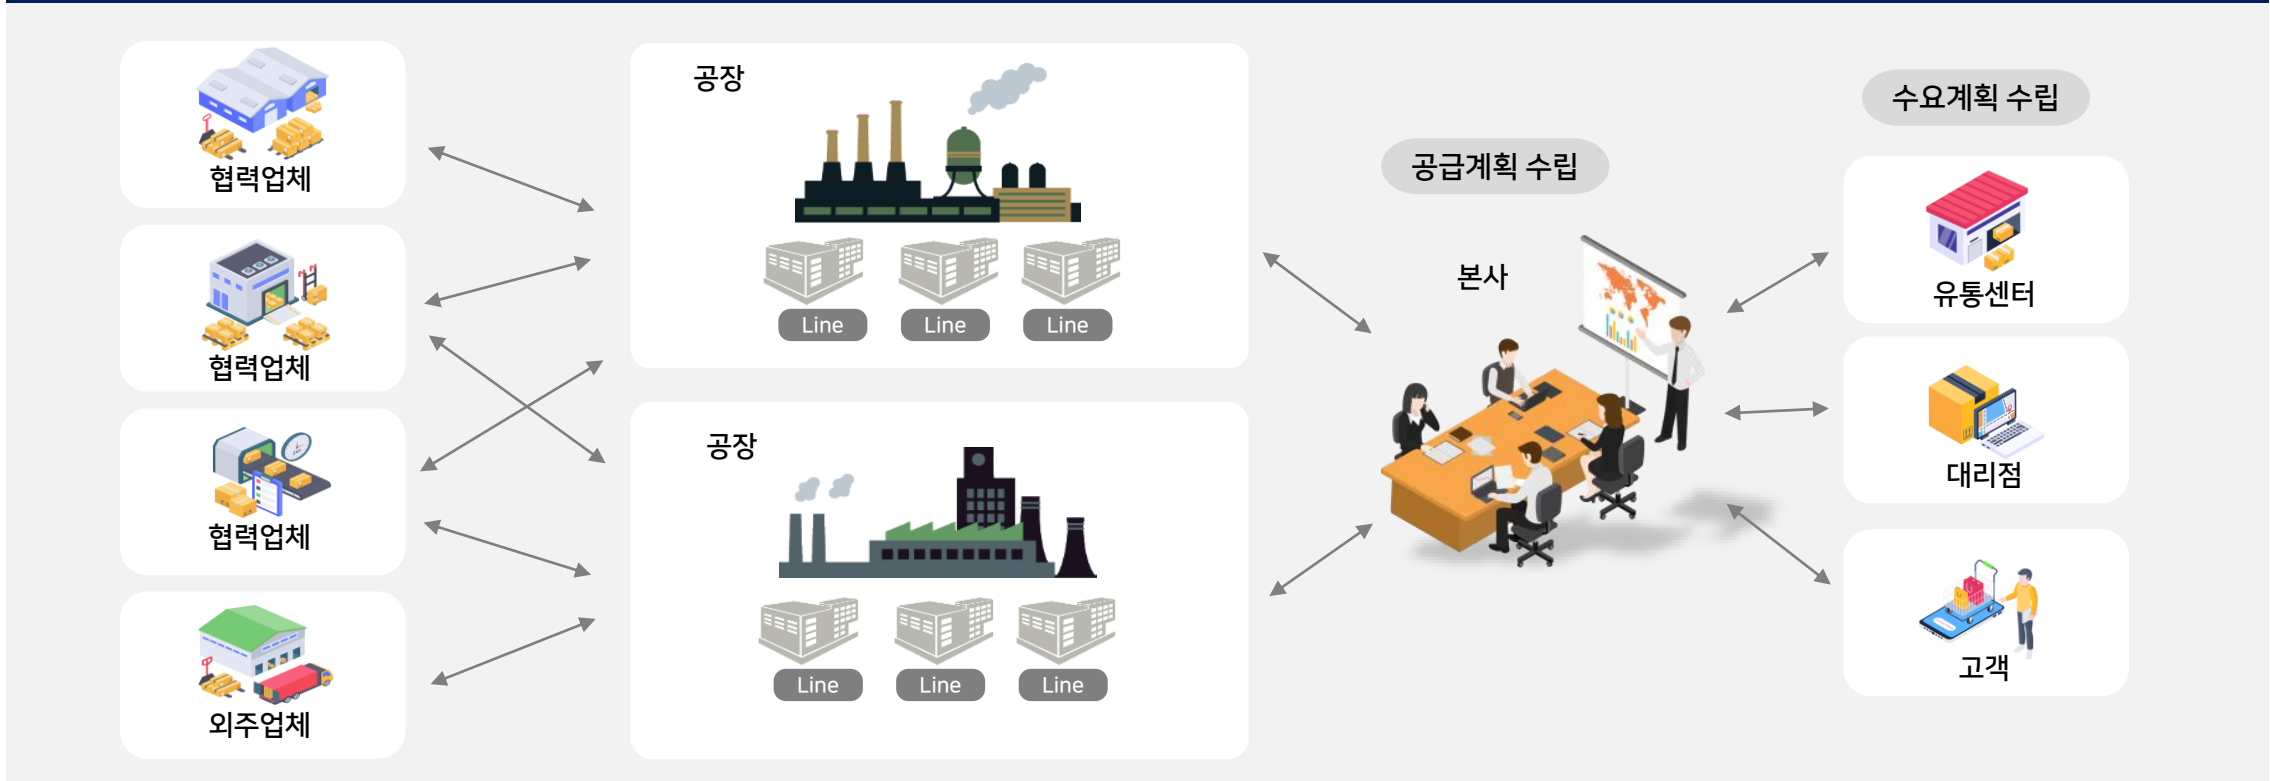 협력업체
협력업체
협력업체
외주업체
공장
Line
Line
Line
공장
Line
Line
Line
공급계획 수립
본사
수요계획 수립
유통센터
대리점
고객